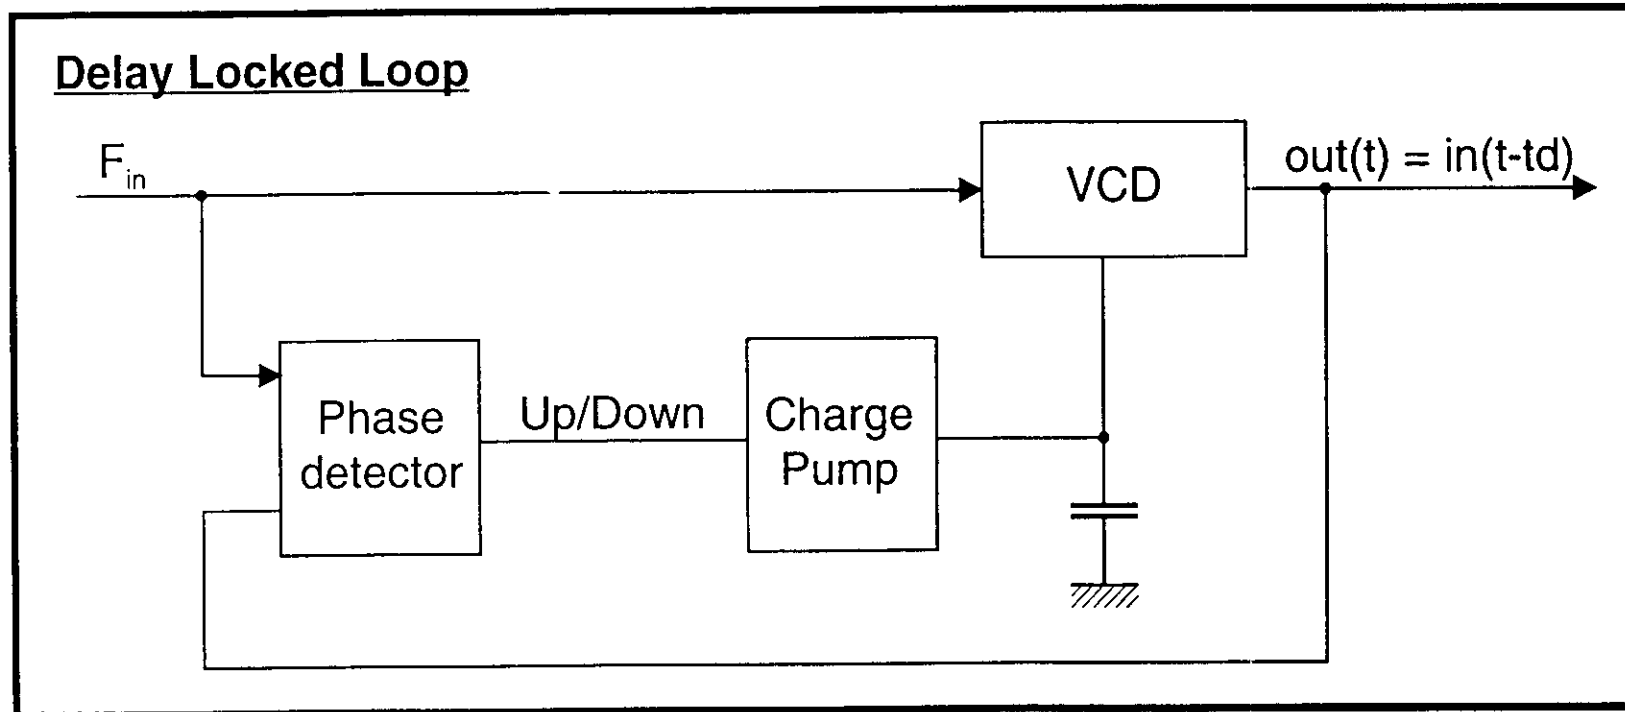 Delay Locked Loop
F_in
VCD
out(t) = in(t-td)
Phase
detector
Up/Down
Charge
Pump